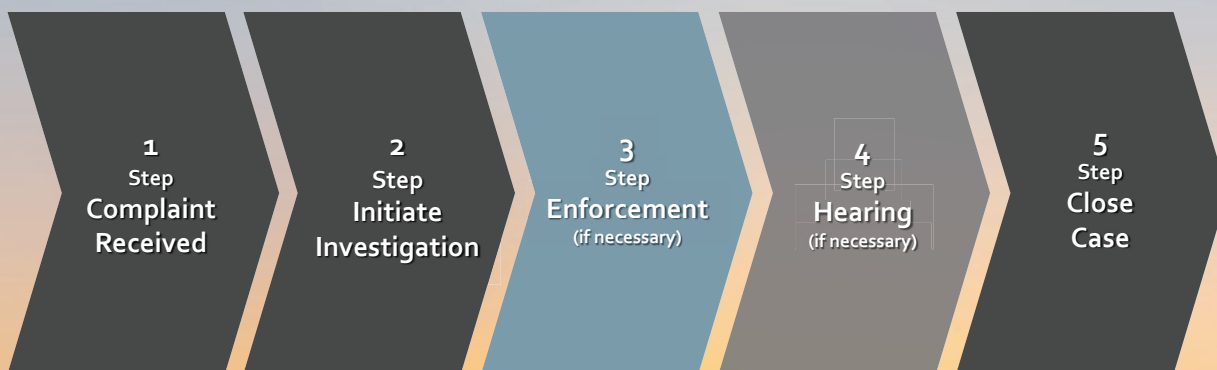 1
Step
Complaint
Received
2
Step
Initiate
Investigation
3
Step
Enforcement
(if necessary)
4
Step
Hearing
(if necessary)
5
Step
Close
Case